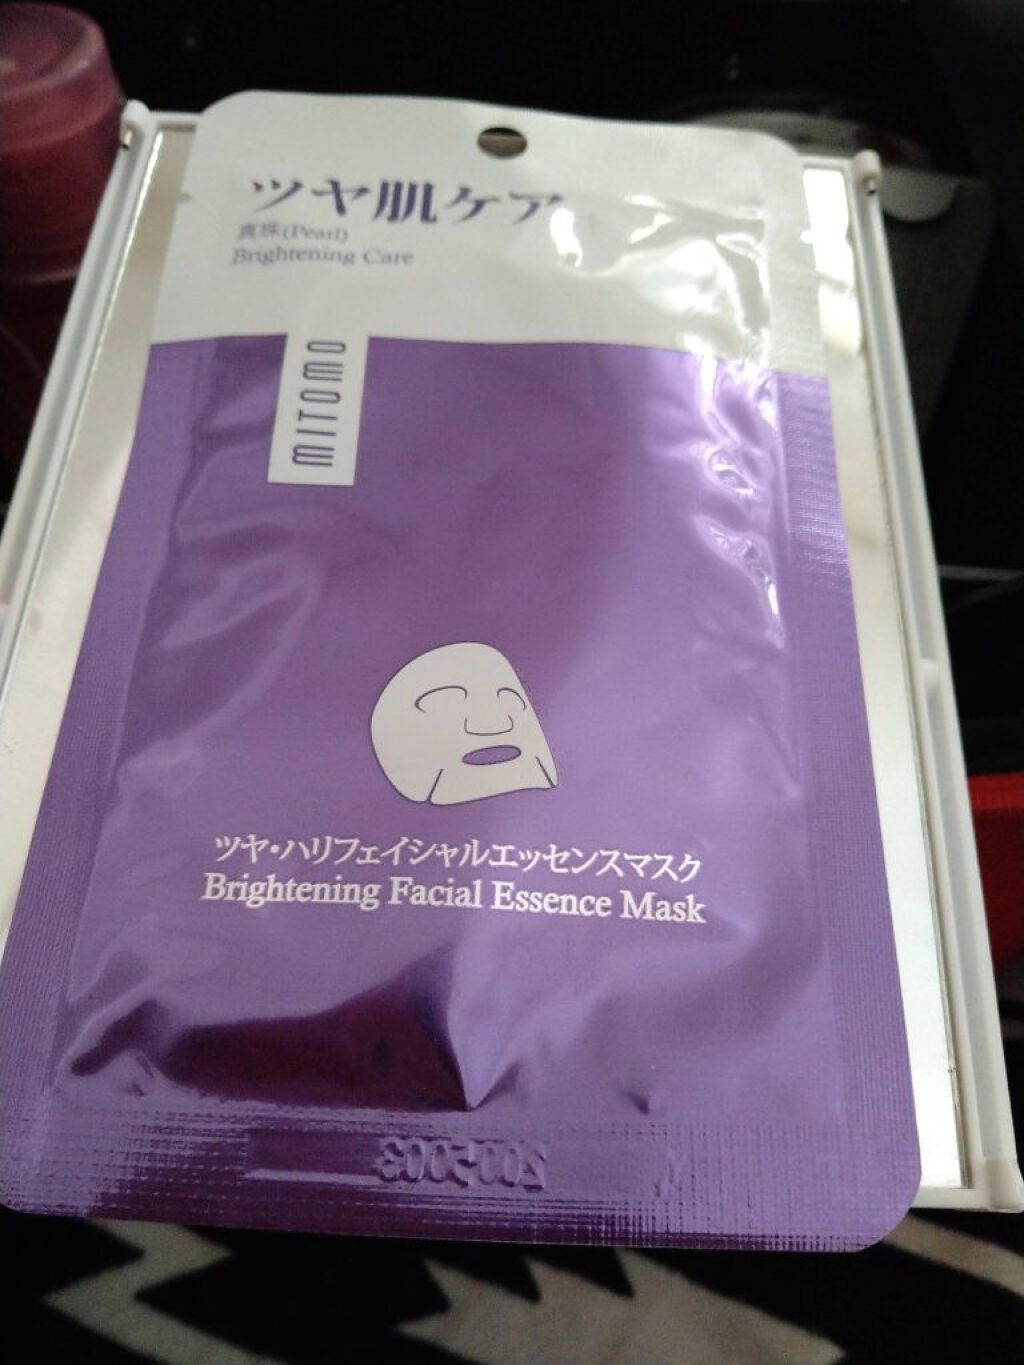 ツヤ肌ケア
真珠(Pearl)
Brightening Care
MITOMO
ツヤ・ハリフェイシャルエッセンスマスク
Brightening Facial Essence Mask